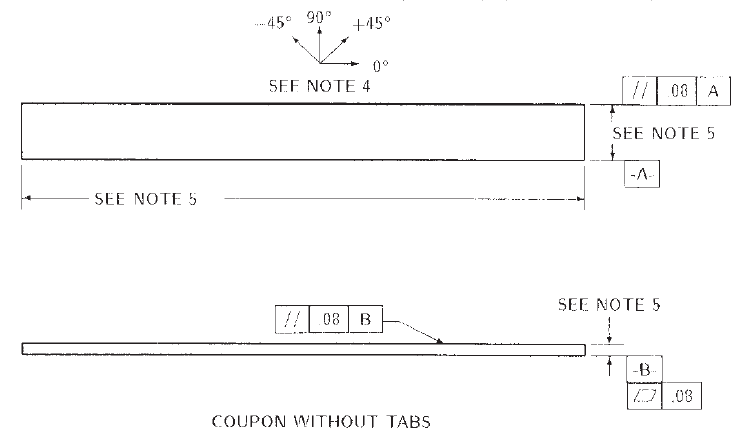 −45° 90° +45°
0°
SEE NOTE 4
// .08 A
SEE NOTE 5
-A-
SEE NOTE 5
SEE NOTE 5
// .08 B
-B-
.08
COUPON WITHOUT TABS